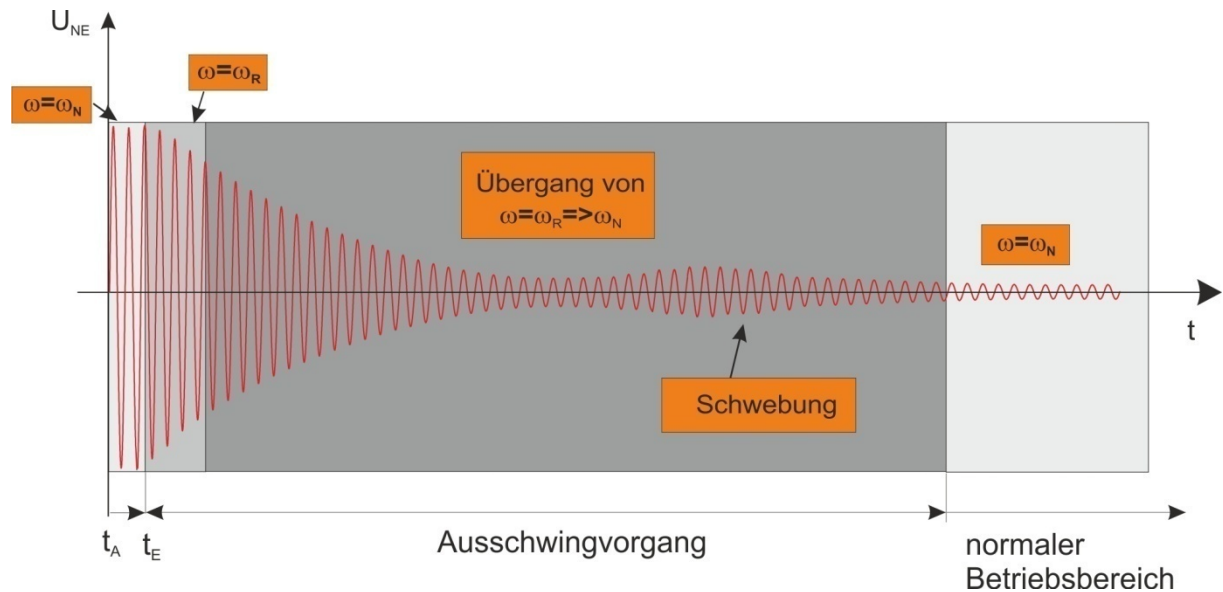 U_NE
ω=ω_N
ω=ω_R
Übergang von
ω=ω_R=>ω_N
ω=ω_N
t
Schwebung
t_A
t_E
Ausschwingvorgang
normaler
Betriebsbereich